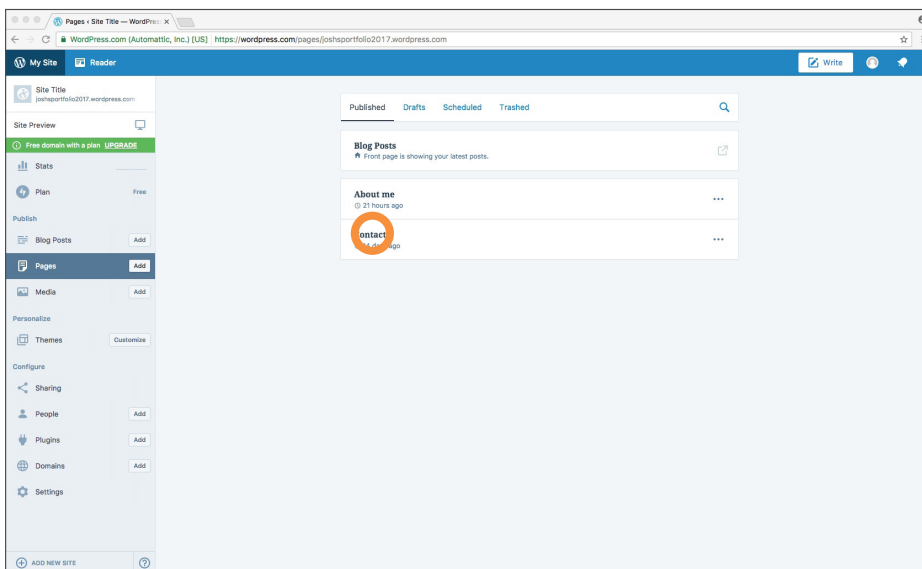 Pages ‹ Site Title — WordPres
WordPress.com (Automattic, Inc.) [US] https://wordpress.com/pages/joshsportfolio2017.wordpress.com
My Site Reader Write
Site Title
joshsportfolio2017.wordpress.com
Site Preview
Free domain with a plan UPGRADE
Stats
Plan Free
Publish
Blog Posts Add
Pages Add
Media Add
Personalize
Themes Customize
Configure
Sharing
People Add
Plugins Add
Domains Add
Settings
ADD NEW SITE
Published Drafts Scheduled Trashed
Blog Posts
Front page is showing your latest posts.
About me
21 hours ago
Contact
ago